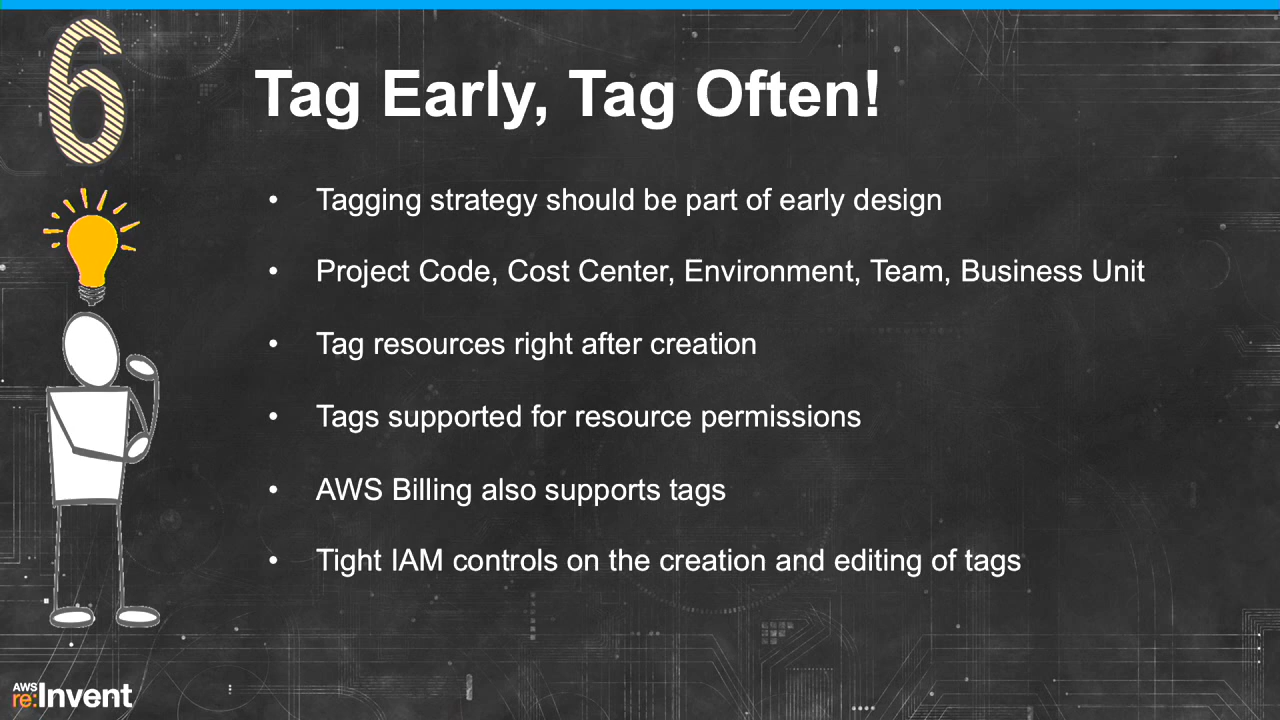 6
Tag Early, Tag Often!
• Tagging strategy should be part of early design
• Project Code, Cost Center, Environment, Team, Business Unit
• Tag resources right after creation
• Tags supported for resource permissions
• AWS Billing also supports tags
• Tight IAM controls on the creation and editing of tags
AWS
re:Invent